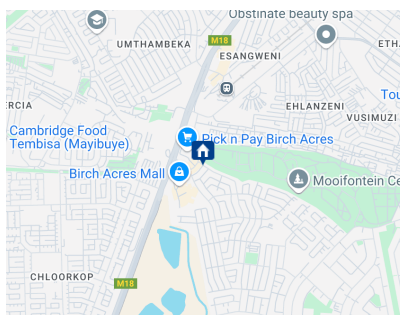 Obstinate beauty spa
UMTHAMBEKA
M18
ETHA
ESANGWENI
Tou
EHLANZENI
ERCIA
VUSIMUZI
Cambridge Food
Tembisa (Mayibuye)
Pick n Pay Birch Acres
Birch Acres Mall
Mooifontein Ce
CHLOORKOP
M18